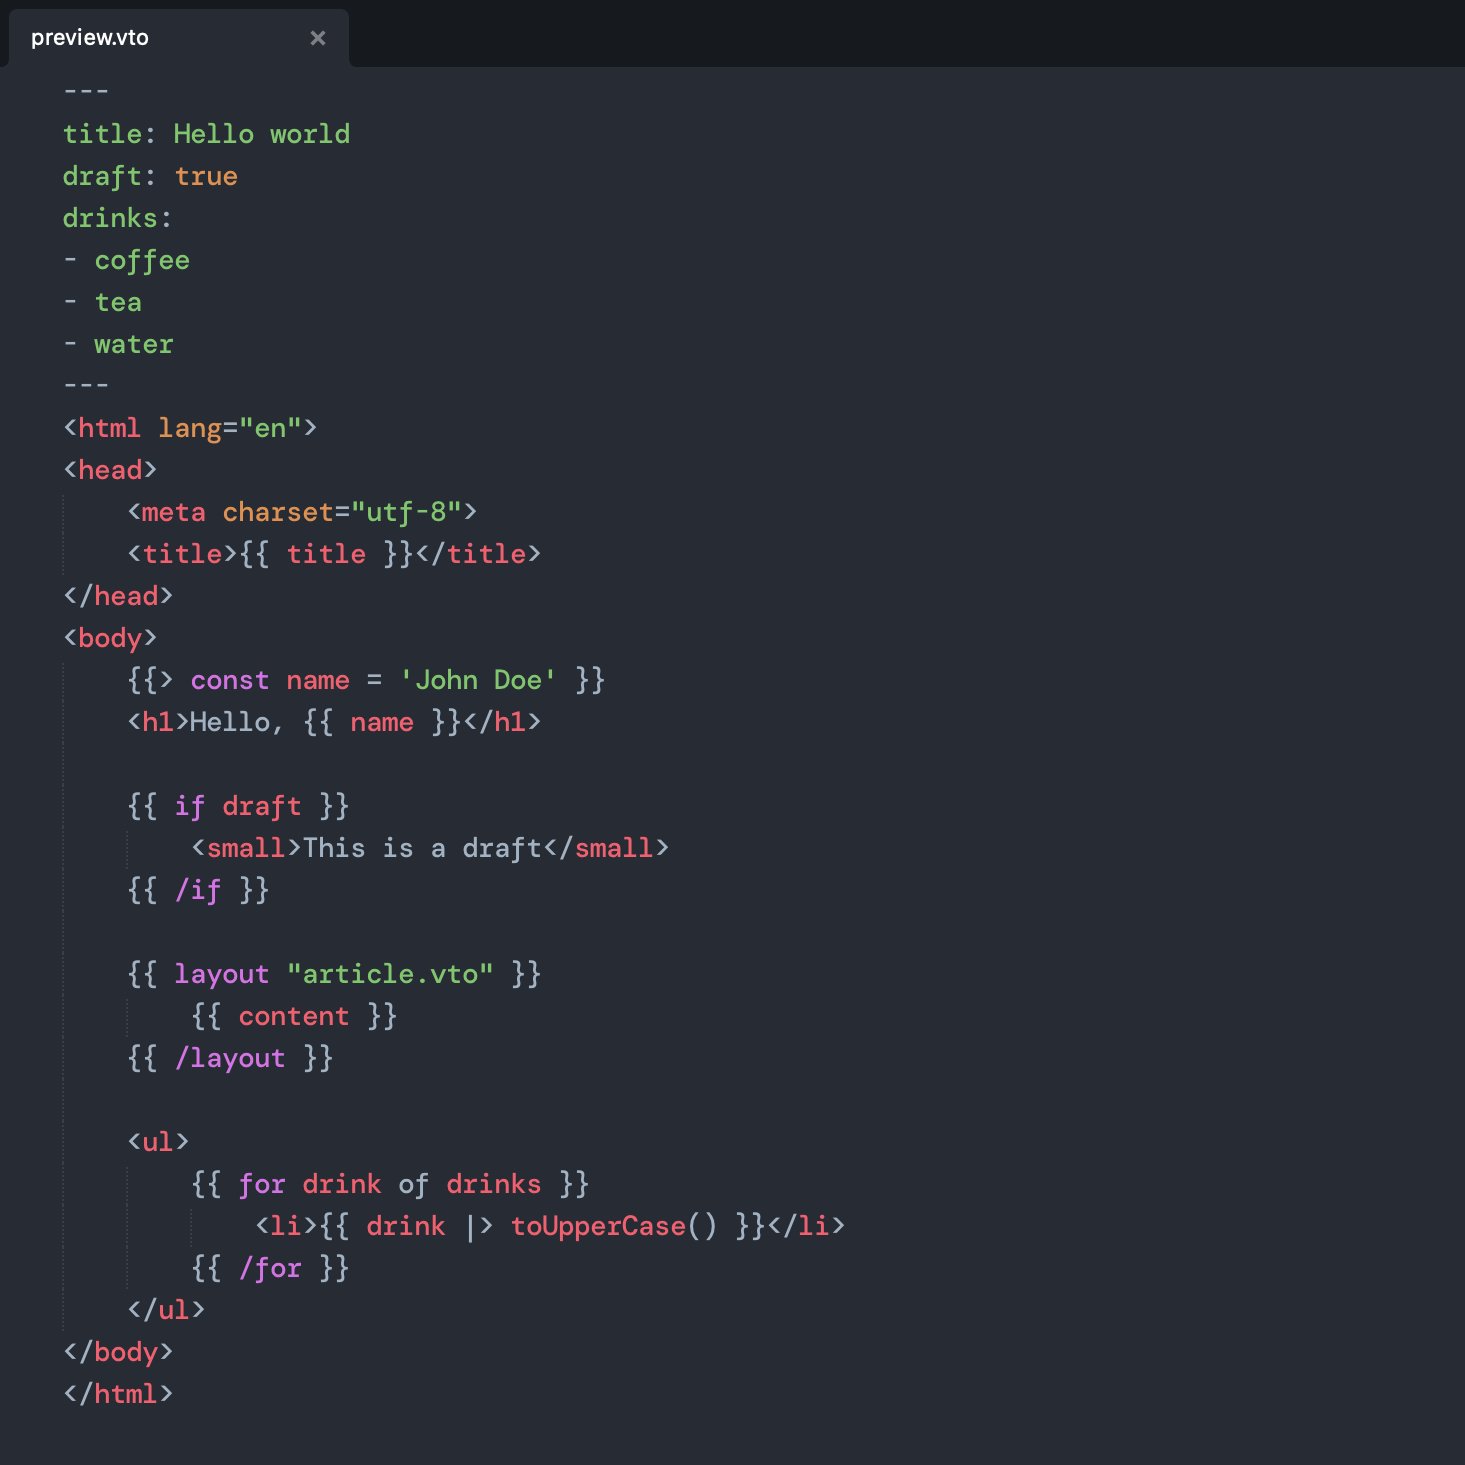 preview.vto ×
---
title: Hello world
draft: true
drinks:
- coffee
- tea
- water
---
<html lang="en">
<head>
    <meta charset="utf-8">
    <title>{{ title }}</title>
</head>
<body>
    {{> const name = 'John Doe' }}
    <h1>Hello, {{ name }}</h1>

    {{ if draft }}
        <small>This is a draft</small>
    {{ /if }}

    {{ layout "article.vto" }}
        {{ content }}
    {{ /layout }}

    <ul>
        {{ for drink of drinks }}
            <li>{{ drink |> toUpperCase() }}</li>
        {{ /for }}
    </ul>
</body>
</html>